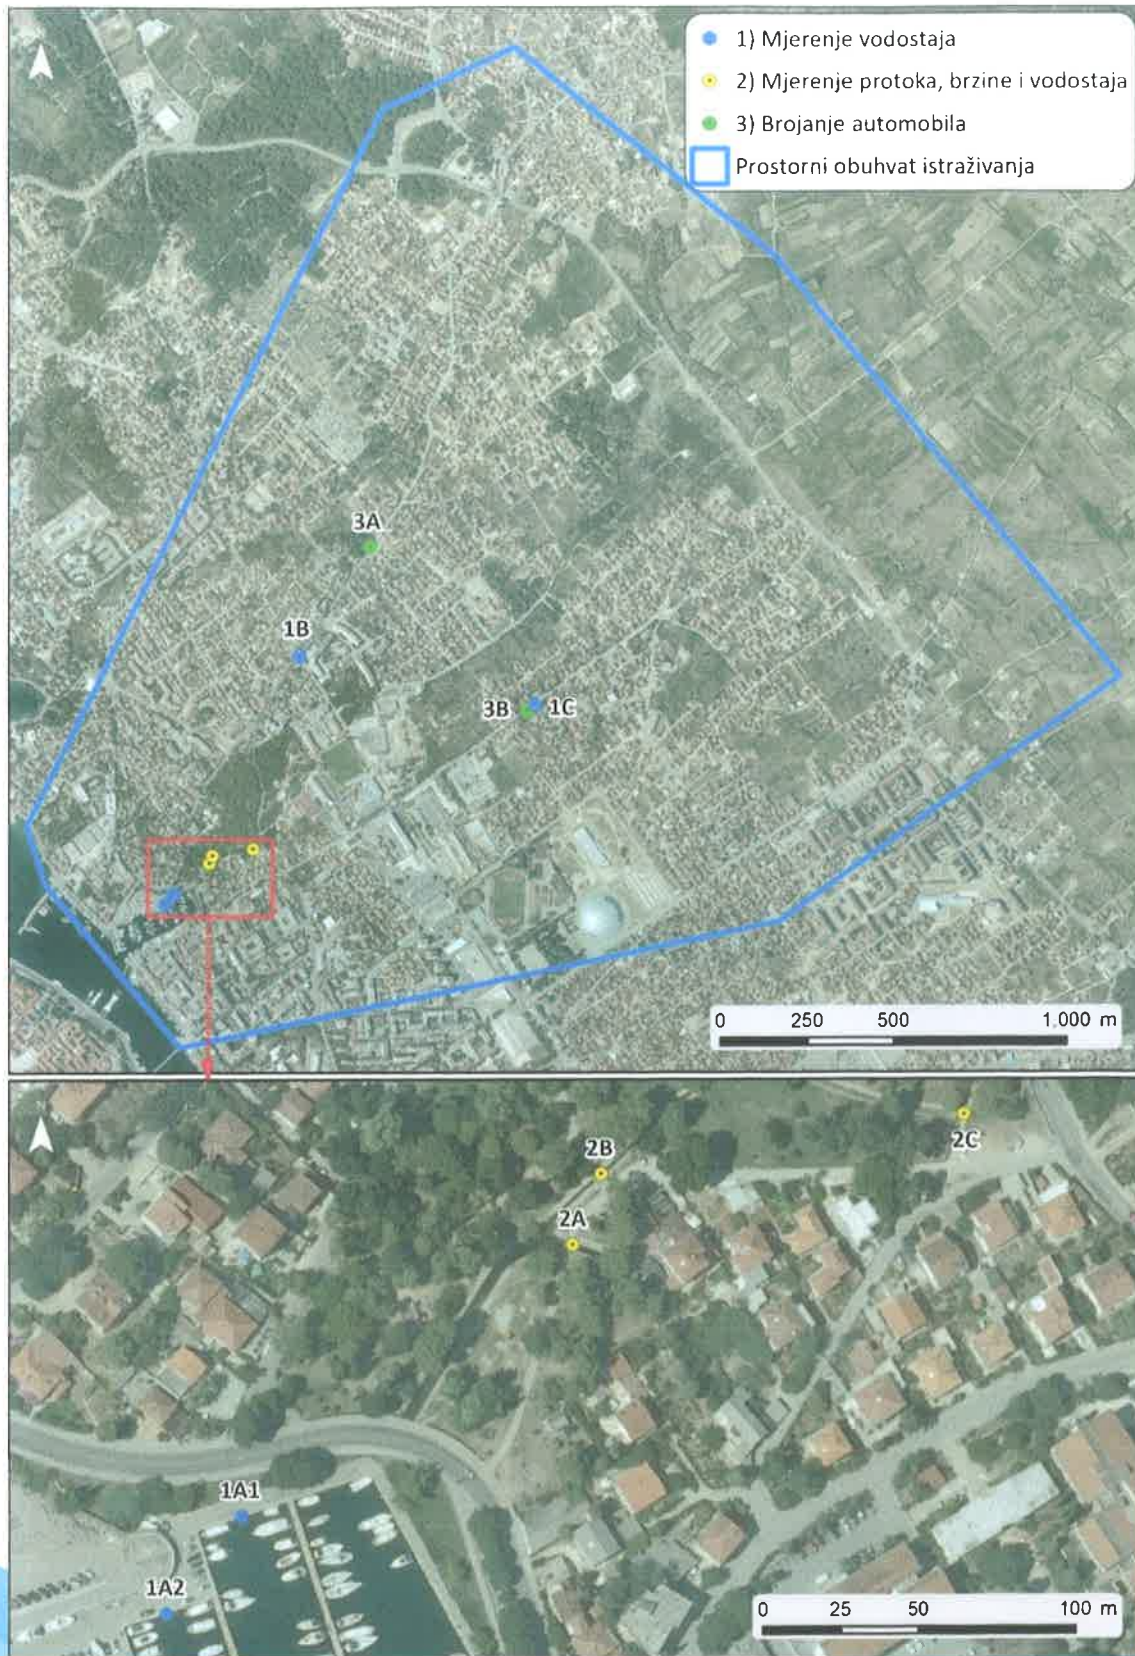 1) Mjerenje vodostaja
2) Mjerenje protoka, brzine i vodostaja
3) Brojanje automobila
Prostorni obuhvat istraživanja
3A
1B
3B 1C
0 250 500 1,000 m
2B
2C
2A
1A1
1A2
0 25 50 100 m